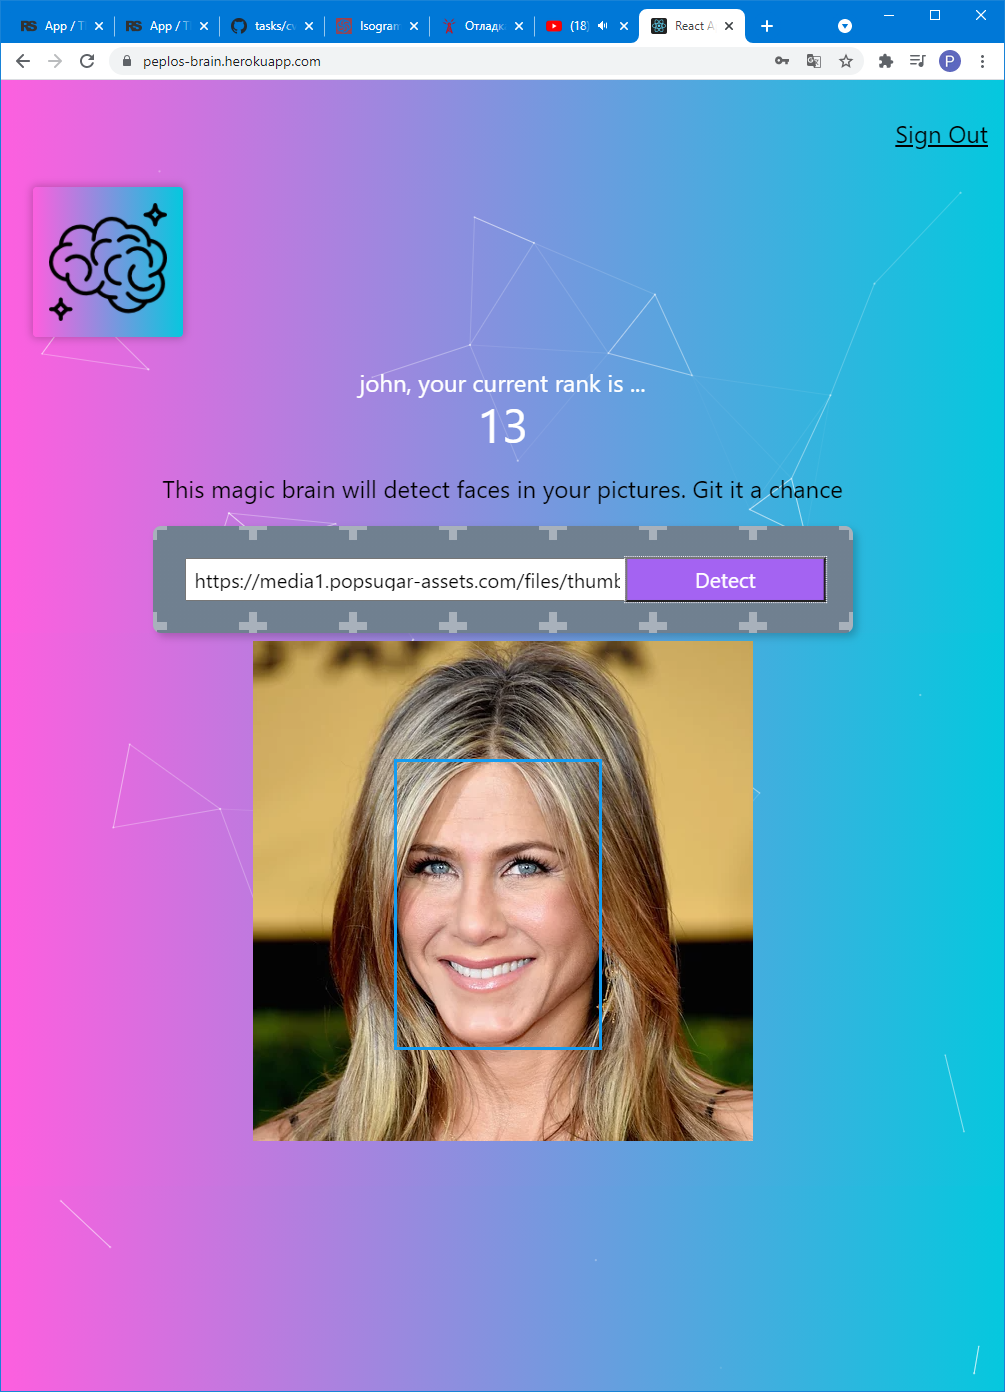 RS App / T
RS App / T
tasks/c
Isogram
Отладк
(18)
React A
peplos-brain.herokuapp.com
P
Sign Out
john, your current rank is ...
13
This magic brain will detect faces in your pictures. Git it a chance
https://media1.popsugar-assets.com/files/thumb
Detect